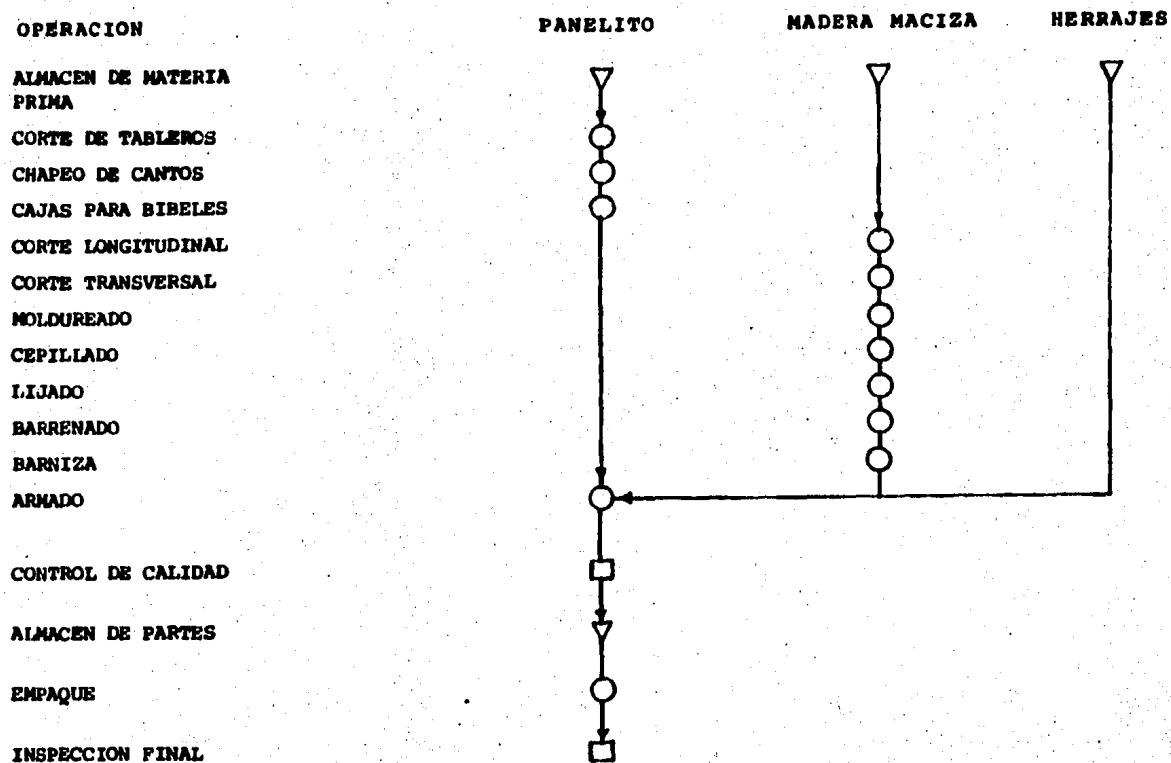 OPERACION PANELITO MADERA MACIZA HERRAJES
ALMACEN DE MATERIA
PRIMA
CORTE DE TABLEROS
CHAPEO DE CANTOS
CAJAS PARA BIBELES
CORTE LONGITUDINAL
CORTE TRANSVERSAL
MOLDUREADO
CEPILLADO
LIJADO
BARRENADO
BARNIZA
ARMADO
CONTROL DE CALIDAD
ALMACEN DE PARTES
EMPAQUE
INSPECCION FINAL